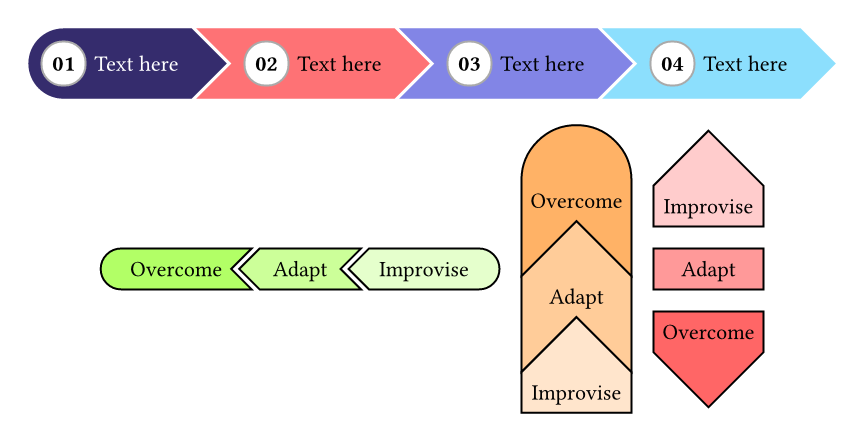 01 Text here 02 Text here 03 Text here 04 Text here
Overcome Adapt Improvise
Overcome
Adapt
Improvise
Improvise
Adapt
Overcome